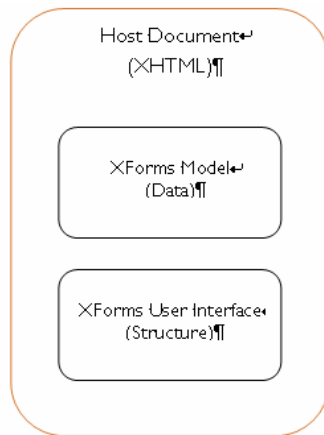 Host Document↵
(XHTML)¶
XForms Model↵
(Data)¶
XForms User Interface↵
(Structure)¶